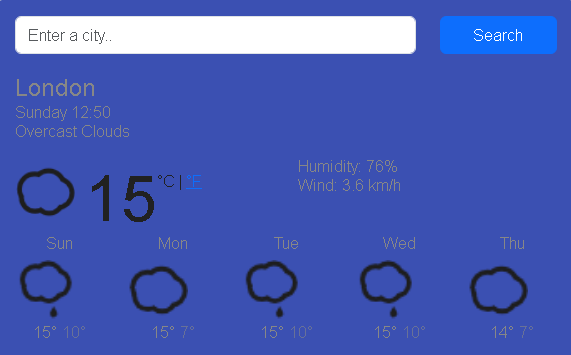 Enter a city..
Search
London
Sunday 12:50
Overcast Clouds
15 °C | °F
Humidity: 76%
Wind: 3.6 km/h
Sun Mon Tue Wed Thu
15° 10° 15° 7° 15° 10° 15° 10° 14° 7°